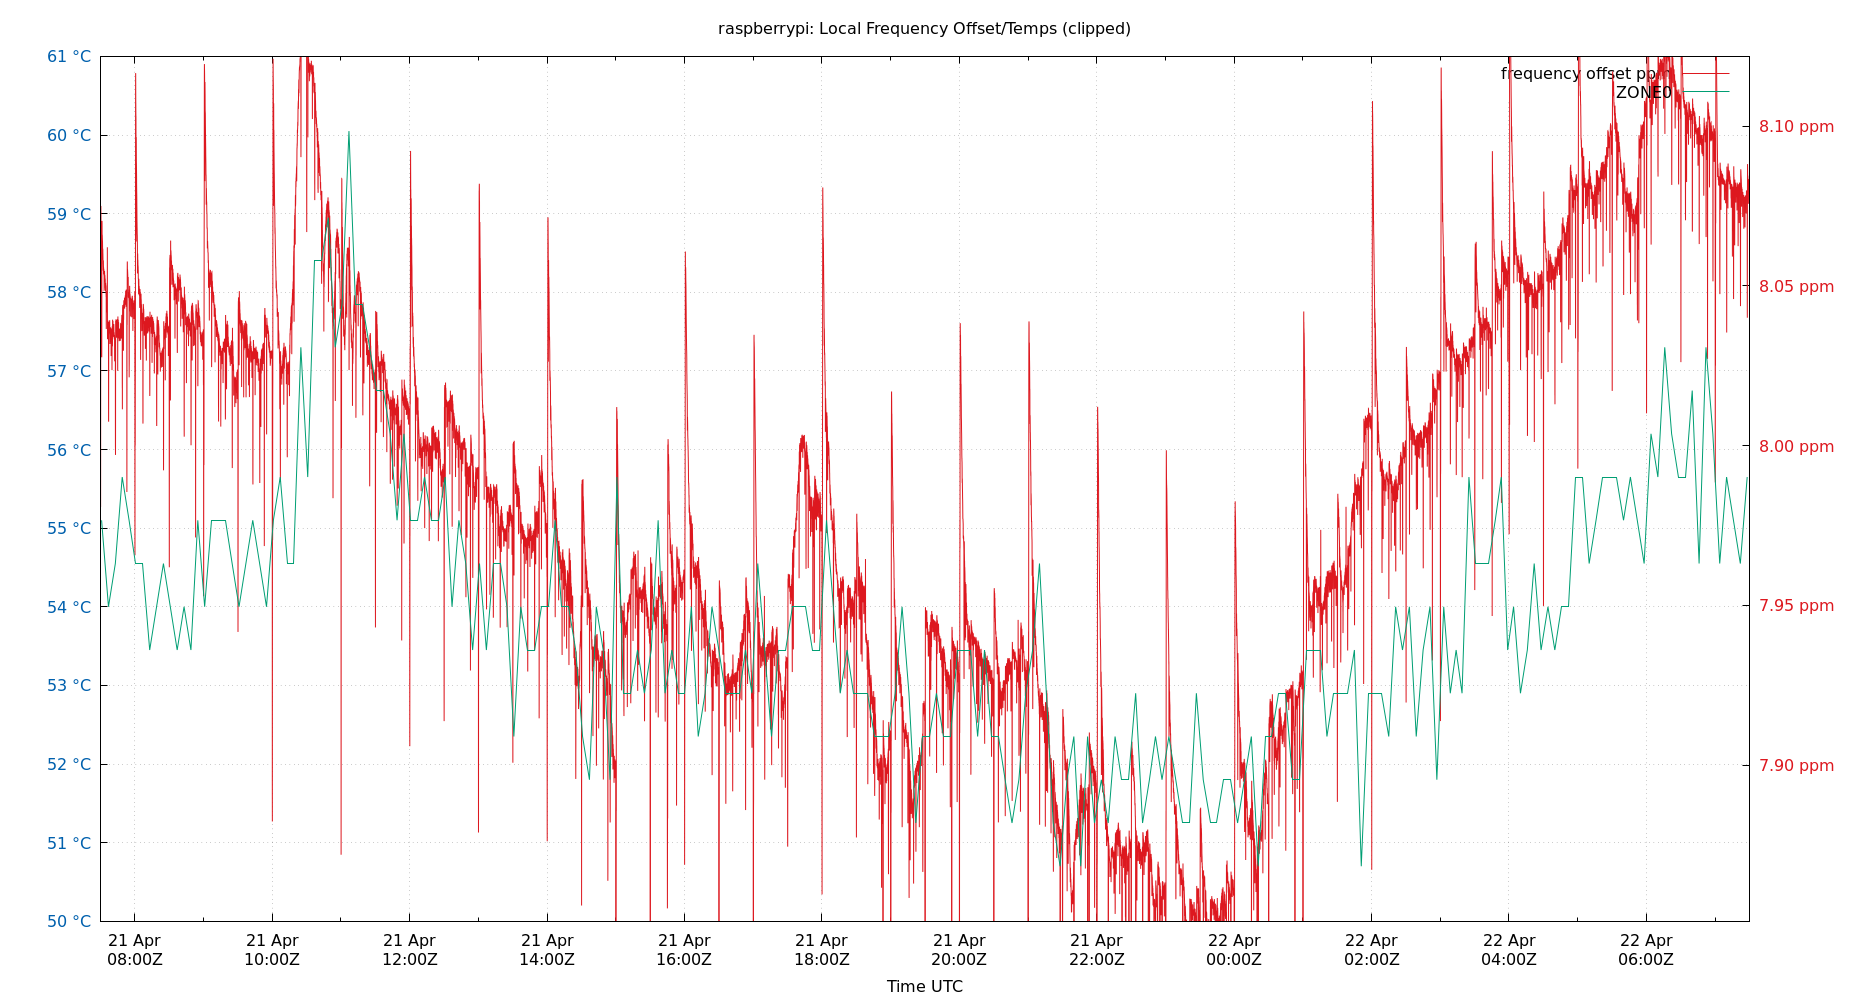 raspberrypi: Local Frequency Offset/Temps (clipped)
61 °C
60 °C
59 °C
58 °C
57 °C
56 °C
55 °C
54 °C
53 °C
52 °C
51 °C
50 °C
frequency offset
ZONE0
8.10 ppm
8.05 ppm
8.00 ppm
7.95 ppm
7.90 ppm
21 Apr 21 Apr 21 Apr 21 Apr 21 Apr 21 Apr 21 Apr 21 Apr 22 Apr 22 Apr 22 Apr 22 Apr
08:00Z 10:00Z 12:00Z 14:00Z 16:00Z 18:00Z 20:00Z 22:00Z 00:00Z 02:00Z 04:00Z 06:00Z
Time UTC